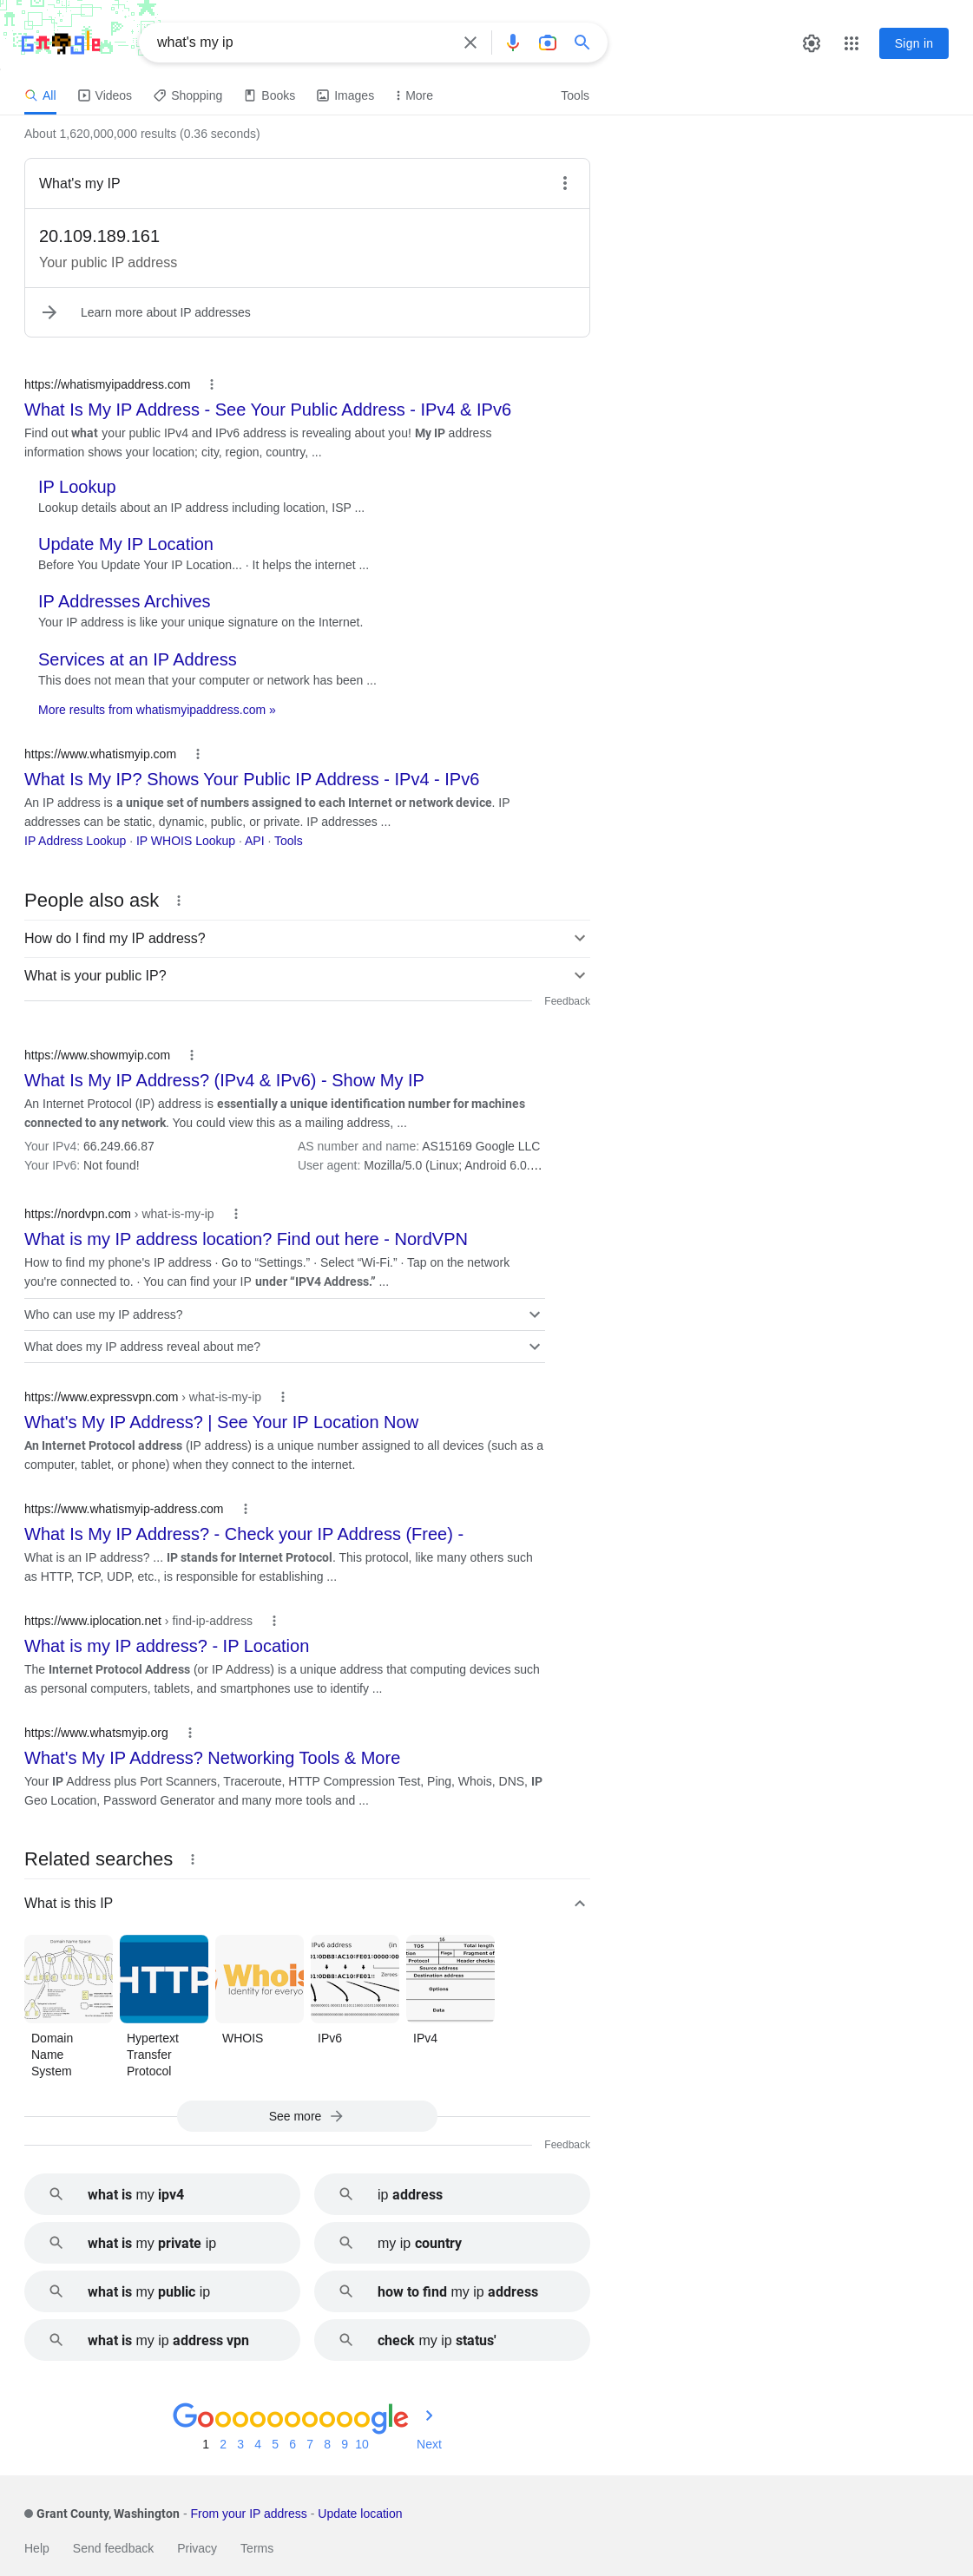 Google
what's my ip
Sign in
All
Videos
Shopping
Books
Images
More
Tools
About 1,620,000,000 results (0.36 seconds)
What's my IP
20.109.189.161
Your public IP address
Learn more about IP addresses
https://whatismyipaddress.com
What Is My IP Address - See Your Public Address - IPv4 & IPv6
Find out what your public IPv4 and IPv6 address is revealing about you! My IP address
information shows your location; city, region, country, ...
IP Lookup
Lookup details about an IP address including location, ISP ...
Update My IP Location
Before You Update Your IP Location... · It helps the internet ...
IP Addresses Archives
Your IP address is like your unique signature on the Internet.
Services at an IP Address
This does not mean that your computer or network has been ...
More results from whatismyipaddress.com »
https://www.whatismyip.com
What Is My IP? Shows Your Public IP Address - IPv4 - IPv6
An IP address is a unique set of numbers assigned to each Internet or network device. IP
addresses can be static, dynamic, public, or private. IP addresses ...
IP Address Lookup · IP WHOIS Lookup · API · Tools
People also ask
How do I find my IP address?
What is your public IP?
Feedback
https://www.showmyip.com
What Is My IP Address? (IPv4 & IPv6) - Show My IP
An Internet Protocol (IP) address is essentially a unique identification number for machines
connected to any network. You could view this as a mailing address, ...
Your IPv4: 66.249.66.87
AS number and name: AS15169 Google LLC
Your IPv6: Not found!
User agent: Mozilla/5.0 (Linux; Android 6.0....
https://nordvpn.com › what-is-my-ip
What is my IP address location? Find out here - NordVPN
How to find my phone's IP address · Go to “Settings.” · Select “Wi-Fi.” · Tap on the network
you're connected to. · You can find your IP under “IPV4 Address.” ...
Who can use my IP address?
What does my IP address reveal about me?
https://www.expressvpn.com › what-is-my-ip
What's My IP Address? | See Your IP Location Now
An Internet Protocol address (IP address) is a unique number assigned to all devices (such as a
computer, tablet, or phone) when they connect to the internet.
https://www.whatismyip-address.com
What Is My IP Address? - Check your IP Address (Free) -
What is an IP address? ... IP stands for Internet Protocol. This protocol, like many others such
as HTTP, TCP, UDP, etc., is responsible for establishing ...
https://www.iplocation.net › find-ip-address
What is my IP address? - IP Location
The Internet Protocol Address (or IP Address) is a unique address that computing devices such
as personal computers, tablets, and smartphones use to identify ...
https://www.whatsmyip.org
What's My IP Address? Networking Tools & More
Your IP Address plus Port Scanners, Traceroute, HTTP Compression Test, Ping, Whois, DNS, IP
Geo Location, Password Generator and many more tools and ...
Related searches
What is this IP
Domain Name Space
HTTP
Whois
Identity for everyo
IPv6 address
(in
Zeroes
16
TOS
Total length
Flags
Fragment of
Protocol
Header checks
Source address
Destination address
Options
Data
Domain
Name
System
Hypertext
Transfer
Protocol
WHOIS
IPv6
IPv4
See more
Feedback
what is my ipv4
ip address
what is my private ip
my ip country
what is my public ip
how to find my ip address
what is my ip address vpn
check my ip status'
Goooooooooogle
1 2 3 4 5 6 7 8 9 10
Next
Grant County, Washington - From your IP address - Update location
Help
Send feedback
Privacy
Terms